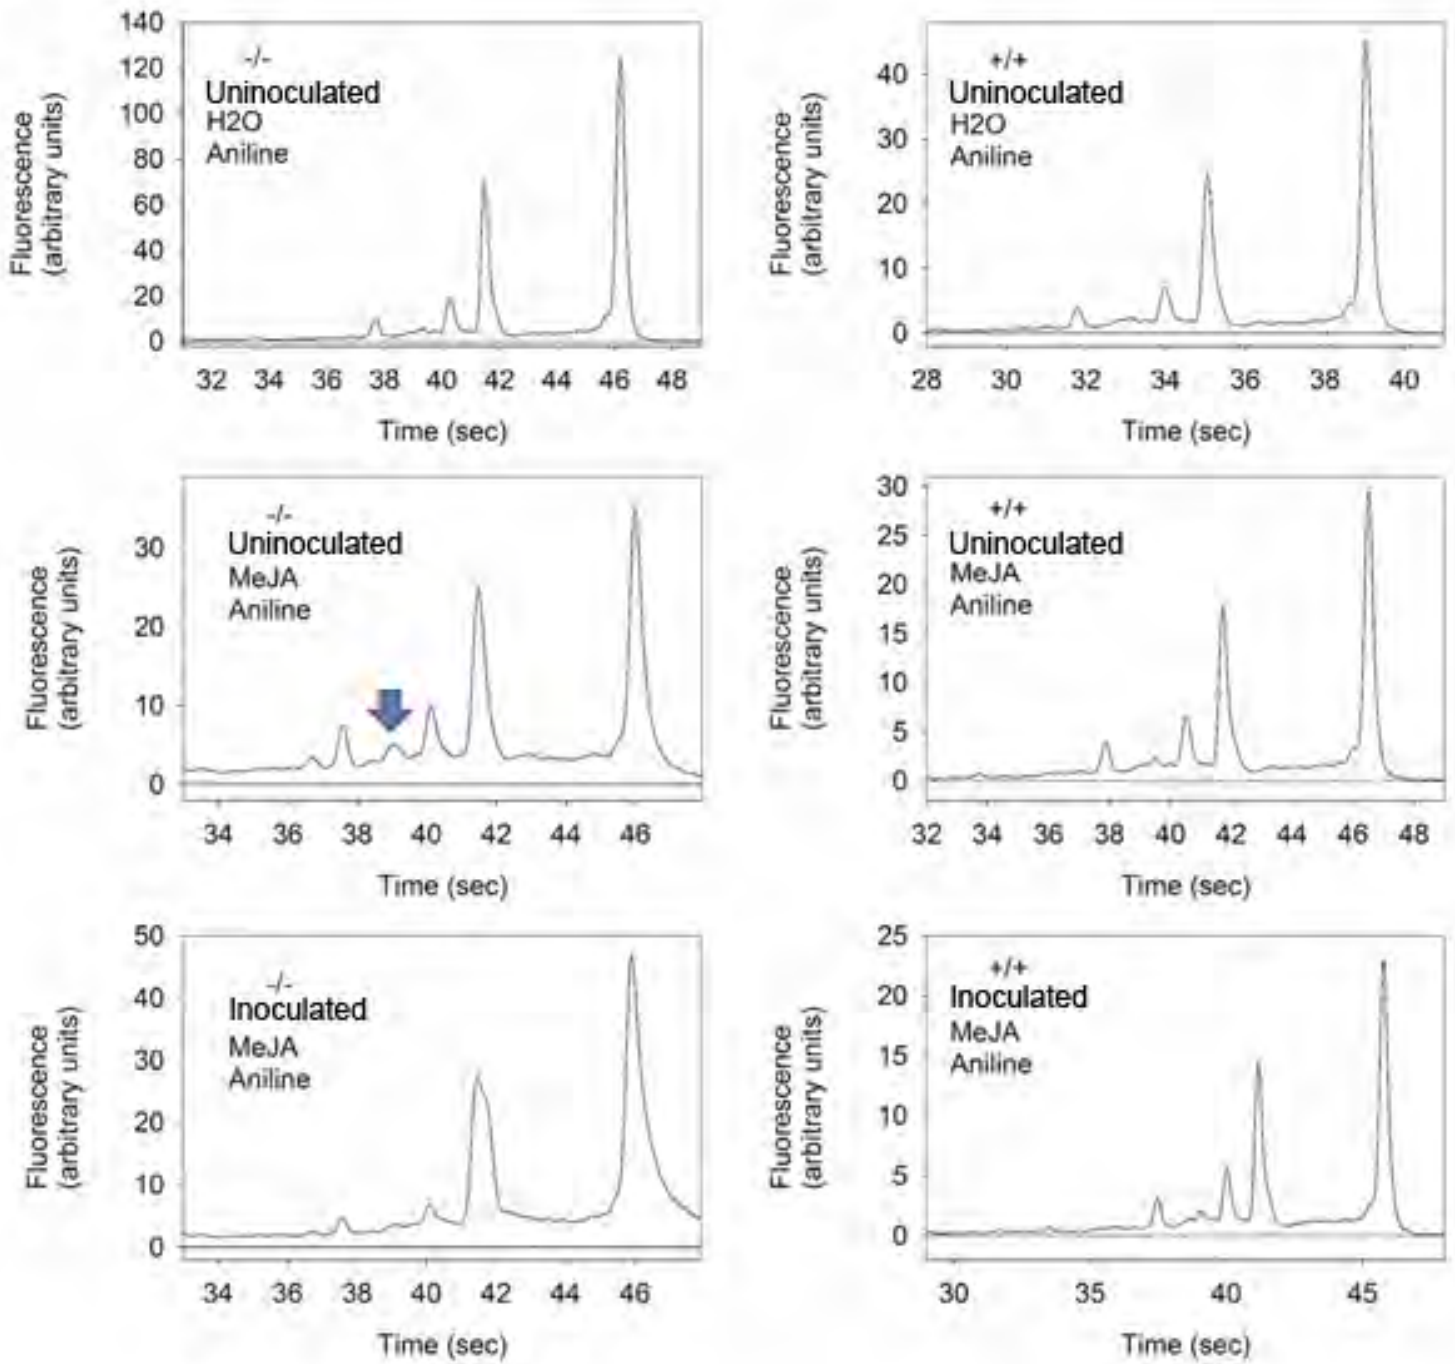 140
120
100
80
60
40
20
0
Fluorescence
(arbitrary units)
-/-
Uninoculated
H2O
Aniline
32 34 36 38 40 42 44 46 48
Time (sec)
40
30
20
10
0
Fluorescence
(arbitrary units)
+/+
Uninoculated
H2O
Aniline
28 30 32 34 36 38 40
Time (sec)
30
20
10
0
Fluorescence
(arbitrary units)
-/-
Uninoculated
MeJA
Aniline
34 36 38 40 42 44 46
Time (sec)
30
25
20
15
10
5
0
Fluorescence
(arbitrary units)
+/+
Uninoculated
MeJA
Aniline
32 34 36 38 40 42 44 46 48
Time (sec)
50
40
30
20
10
0
Fluorescence
(arbitrary units)
-/-
Inoculated
MeJA
Aniline
34 36 38 40 42 44 46
Time (sec)
25
20
15
10
5
0
Fluorescence
(arbitrary units)
+/+
Inoculated
MeJA
Aniline
30 35 40 45
Time (sec)